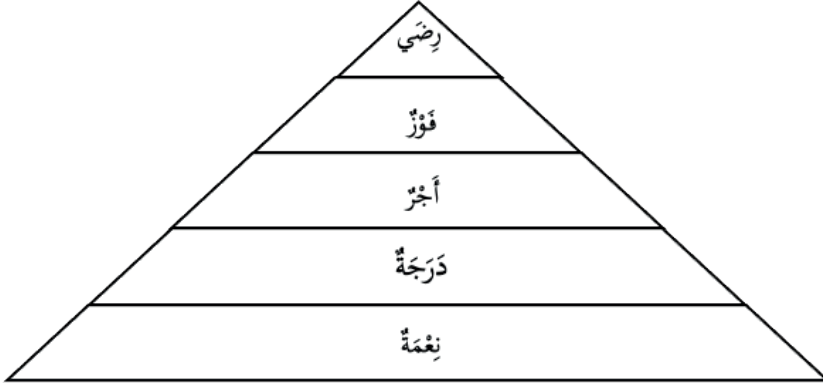 رِضَي
فَوْزٌ
أَجْرٌ
دَرَجَةٌ
نِعْمَةٌ